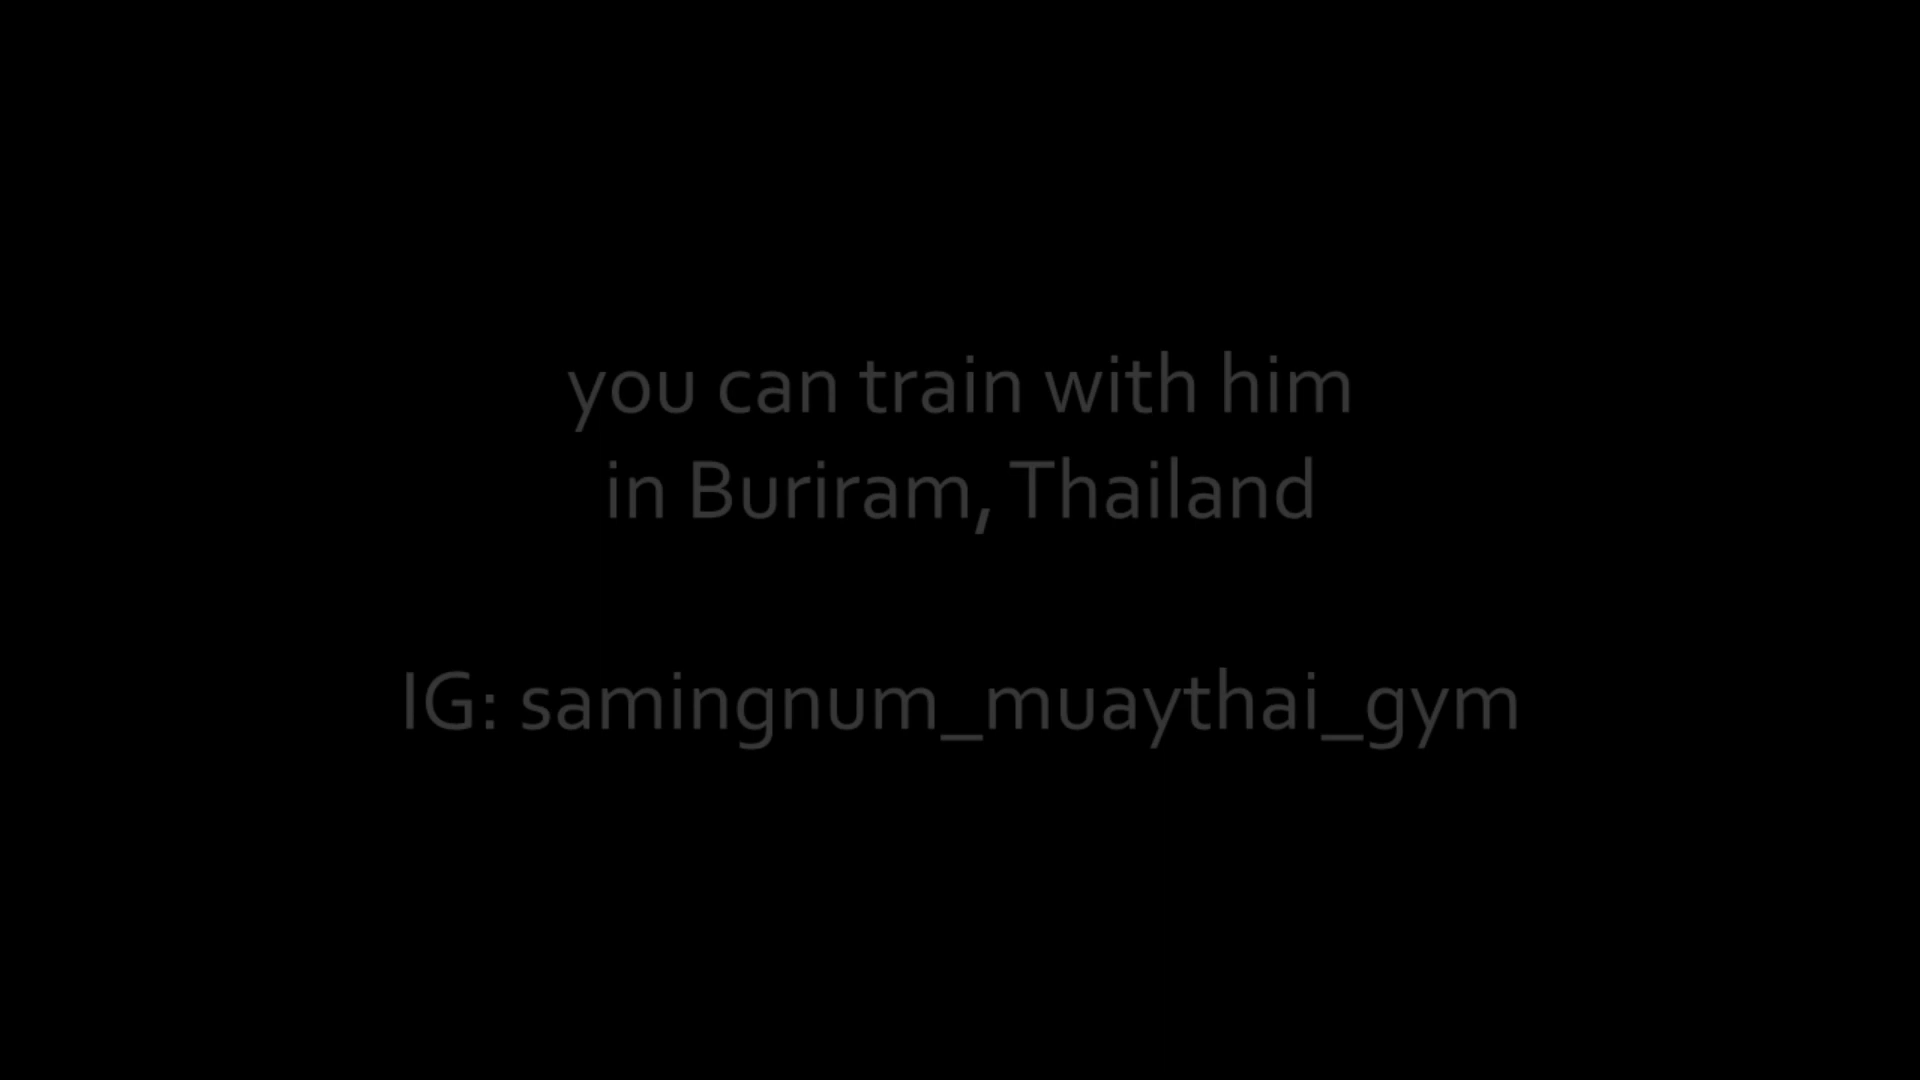 you can train with him
in Buriram, Thailand
IG: samingnum_muaythai_gym